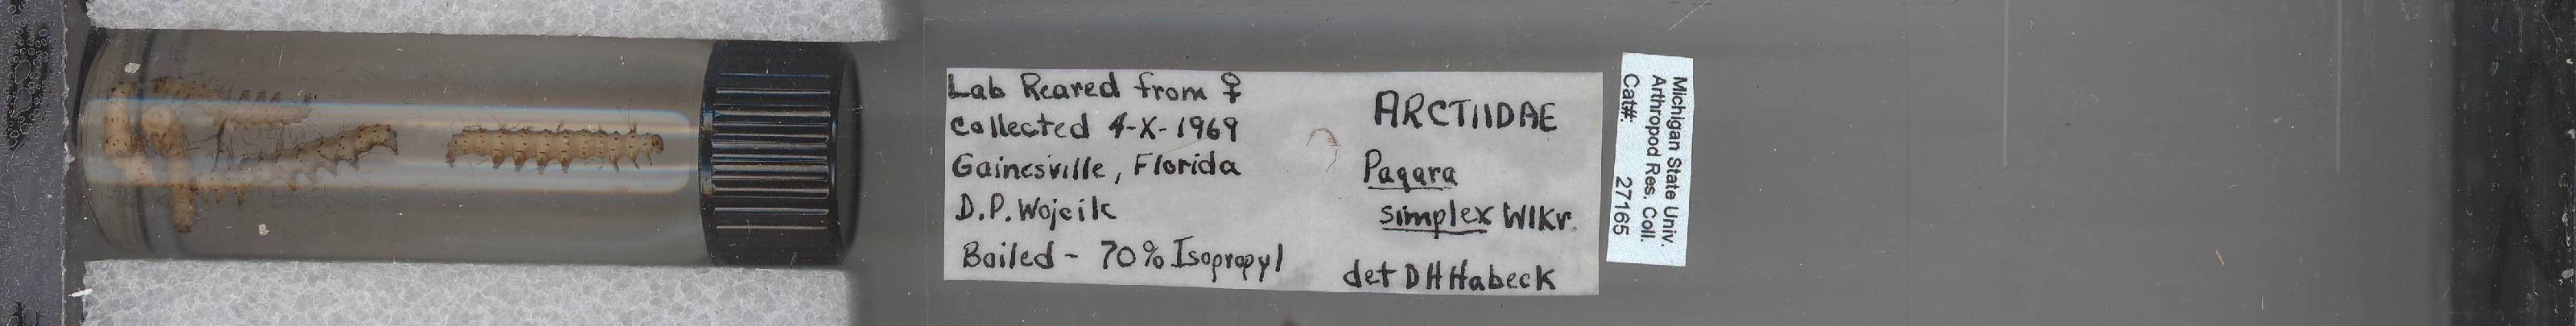 Lab Reared from ♀
Collected 4-X-1969
Gainesville, Florida
D.P. Wojcik
Boiled - 70% Isopropyl
ARCTIIDAE
Pagara
simplex Wlkr.
det D H Habeck
Michigan State Univ.
Arthropod Res. Coll.
Cat#. 27165